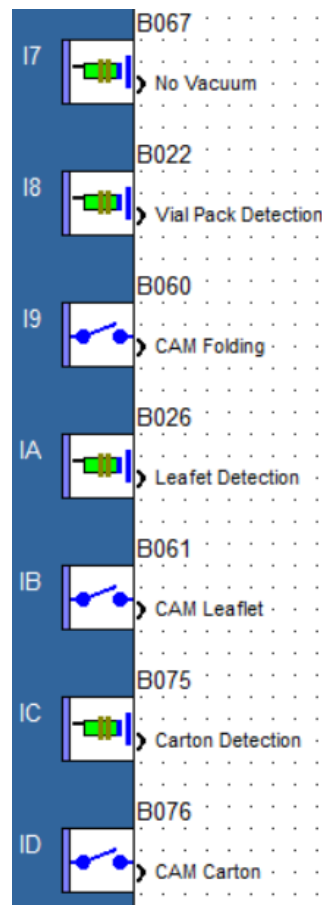 B067
I7
No Vacuum
B022
I8
Vial Pack Detection
B060
I9
CAM Folding
B026
IA
Leafet Detection
B061
IB
CAM Leaflet
B075
IC
Carton Detection
B076
ID
CAM Carton